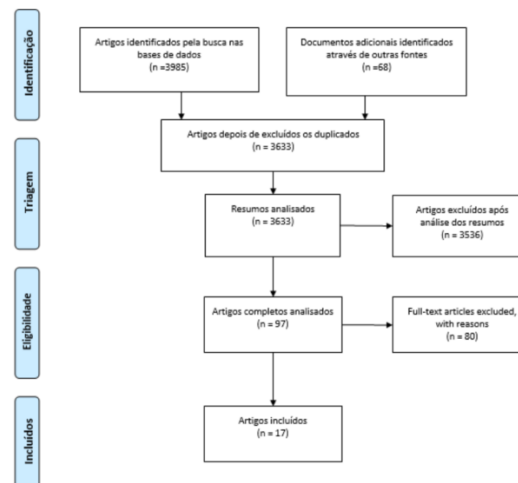 Identificação
Artigos identificados pela busca nas
bases de dados
(n =3985)
Documentos adicionais identificados
através de outras fontes
(n =68)
Artigos depois de excluídos os duplicados
(n = 3633)
Triagem
Resumos analisados
(n = 3633)
Artigos excluídos após
análise dos resumos
(n = 3536)
Eligibilidade
Artigos completos analisados
(n = 97)
Full-text articles excluded,
with reasons
(n = 80)
Incluídos
Artigos incluídos
(n = 17)